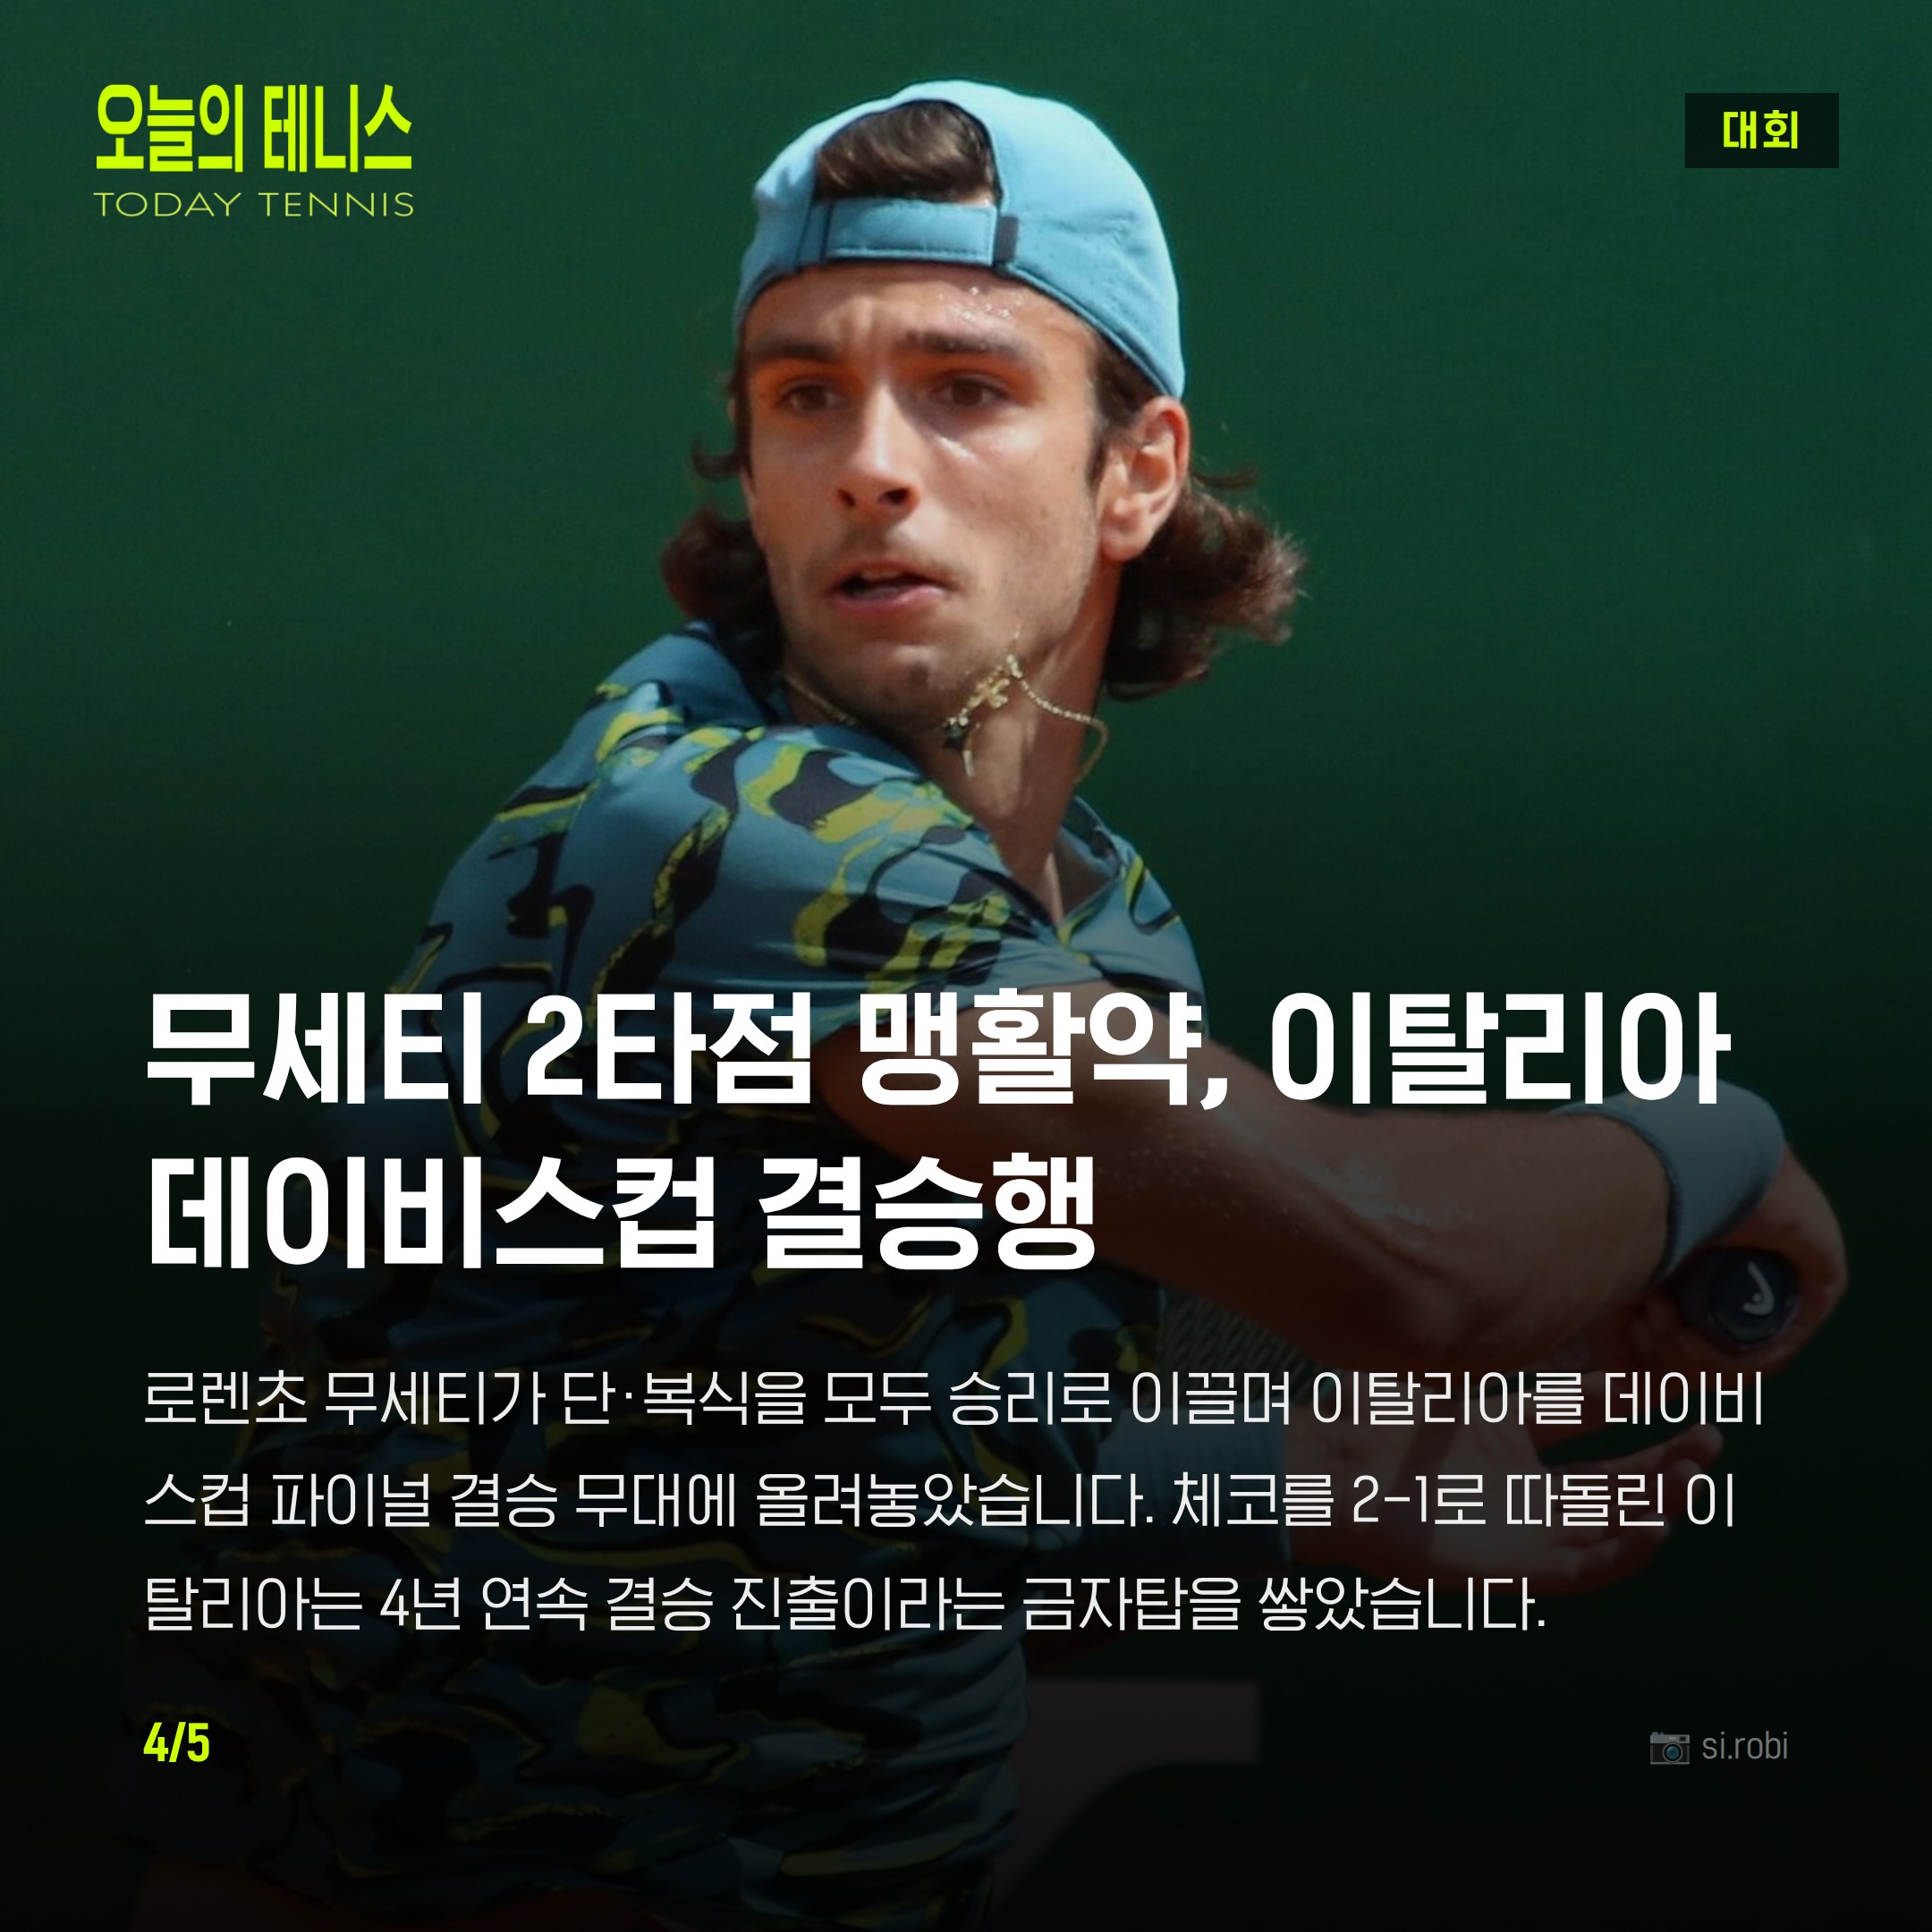 오늘의 테니스
TODAY TENNIS
대회
무세티 2타점 맹활약, 이탈리아
데이비스컵 결승행
로렌초 무세티가 단·복식을 모두 승리로 이끌며 이탈리아를 데이비
스컵 파이널 결승 무대에 올려놓았습니다. 체코를 2-1로 따돌린 이
탈리아는 4년 연속 결승 진출이라는 금자탑을 쌓았습니다.
4/5
si.robi